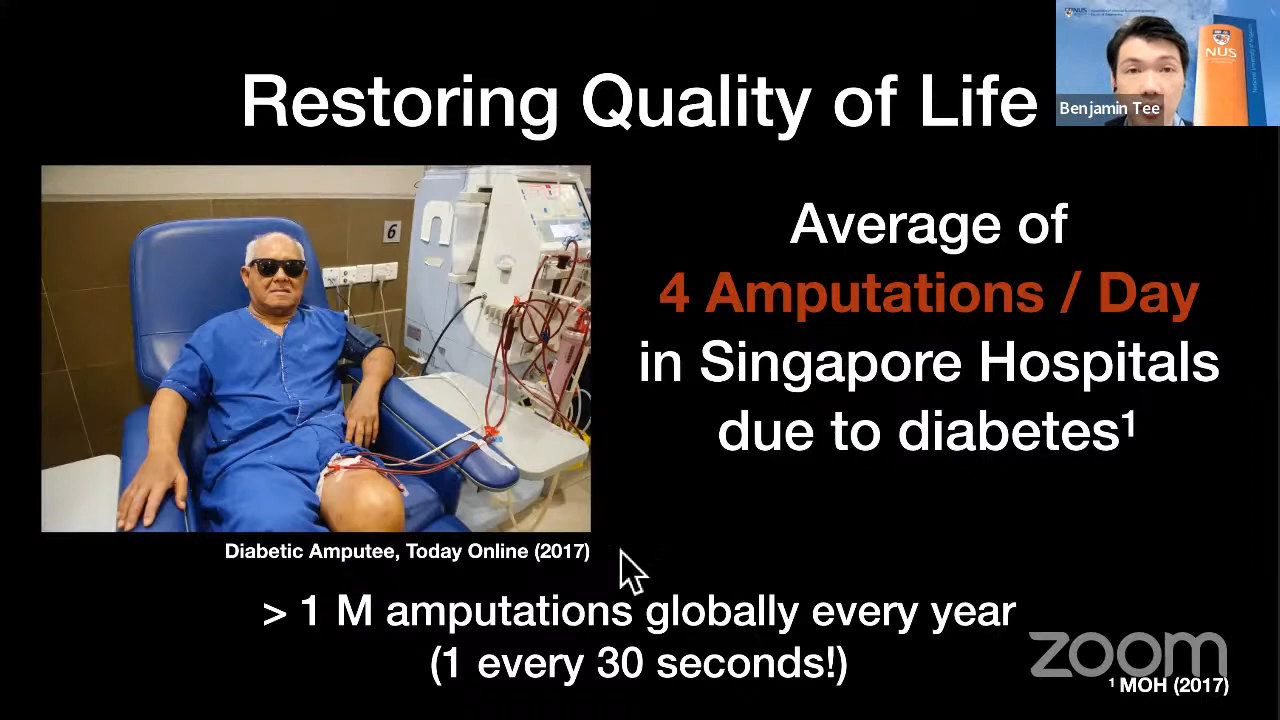 NUS
NUS
Benjamin Tee
Restoring Quality of Life
6
Average of
4 Amputations / Day
in Singapore Hospitals
due to diabetes¹
Diabetic Amputee, Today Online (2017)
> 1 M amputations globally every year
(1 every 30 seconds!)
zoom
¹ MOH (2017)